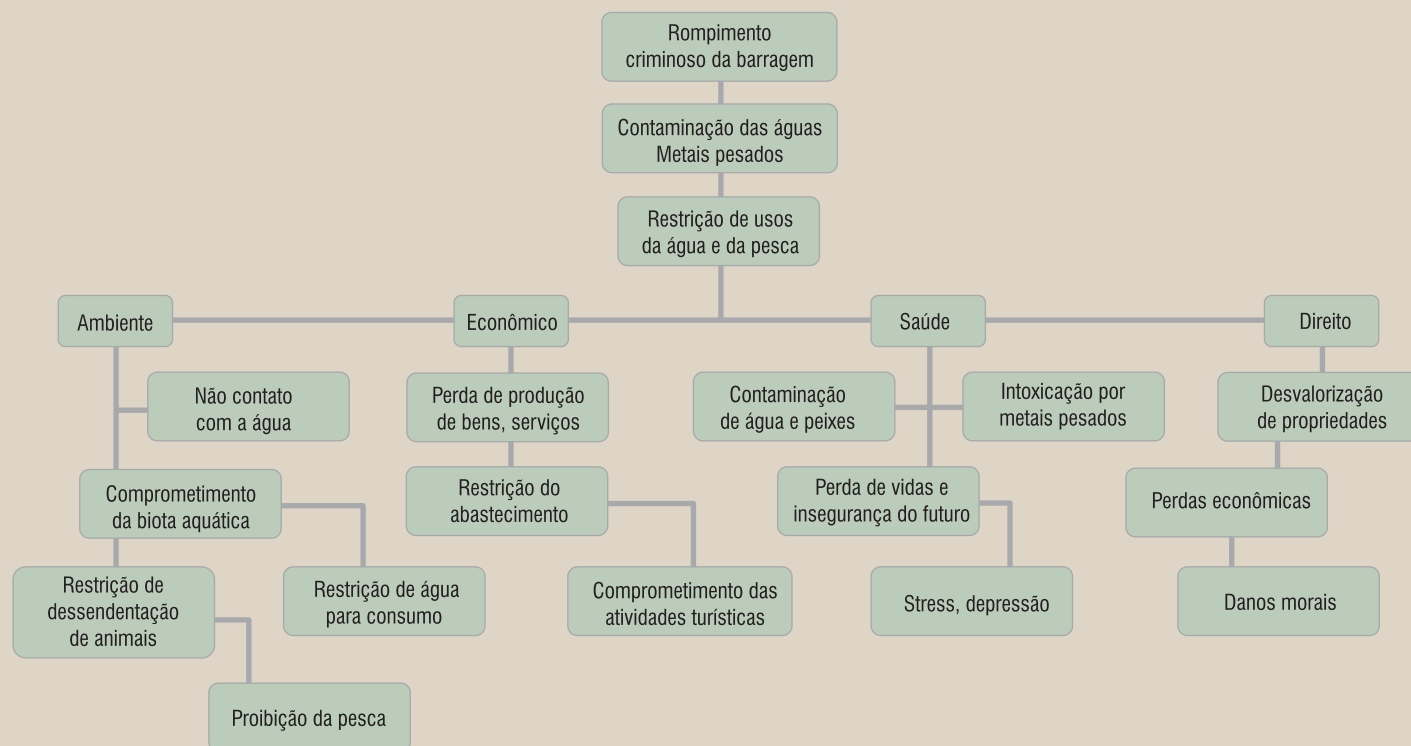 Rompimento
criminoso da barragem
Contaminação das águas
Metais pesados
Restrição de usos
da água e da pesca
Ambiente
Econômico
Saúde
Direito
Não contato
com a água
Perda de produção
de bens, serviços
Contaminação
de água e peixes
Intoxicação por
metais pesados
Desvalorização
de propriedades
Comprometimento
da biota aquática
Restrição do
abastecimento
Perda de vidas e
insegurança do futuro
Perdas econômicas
Restrição de
dessendentação
de animais
Restrição de água
para consumo
Comprometimento das
atividades turísticas
Stress, depressão
Danos morais
Proibição da pesca